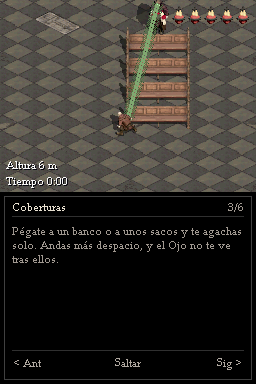 Altura 6 m
Tiempo 0:00
Coberturas 3/6
Pégate a un banco o a unos sacos y te agachas
solo. Andas más despacio, y el Ojo no te ve
tras ellos.
< Ant Saltar Sig >